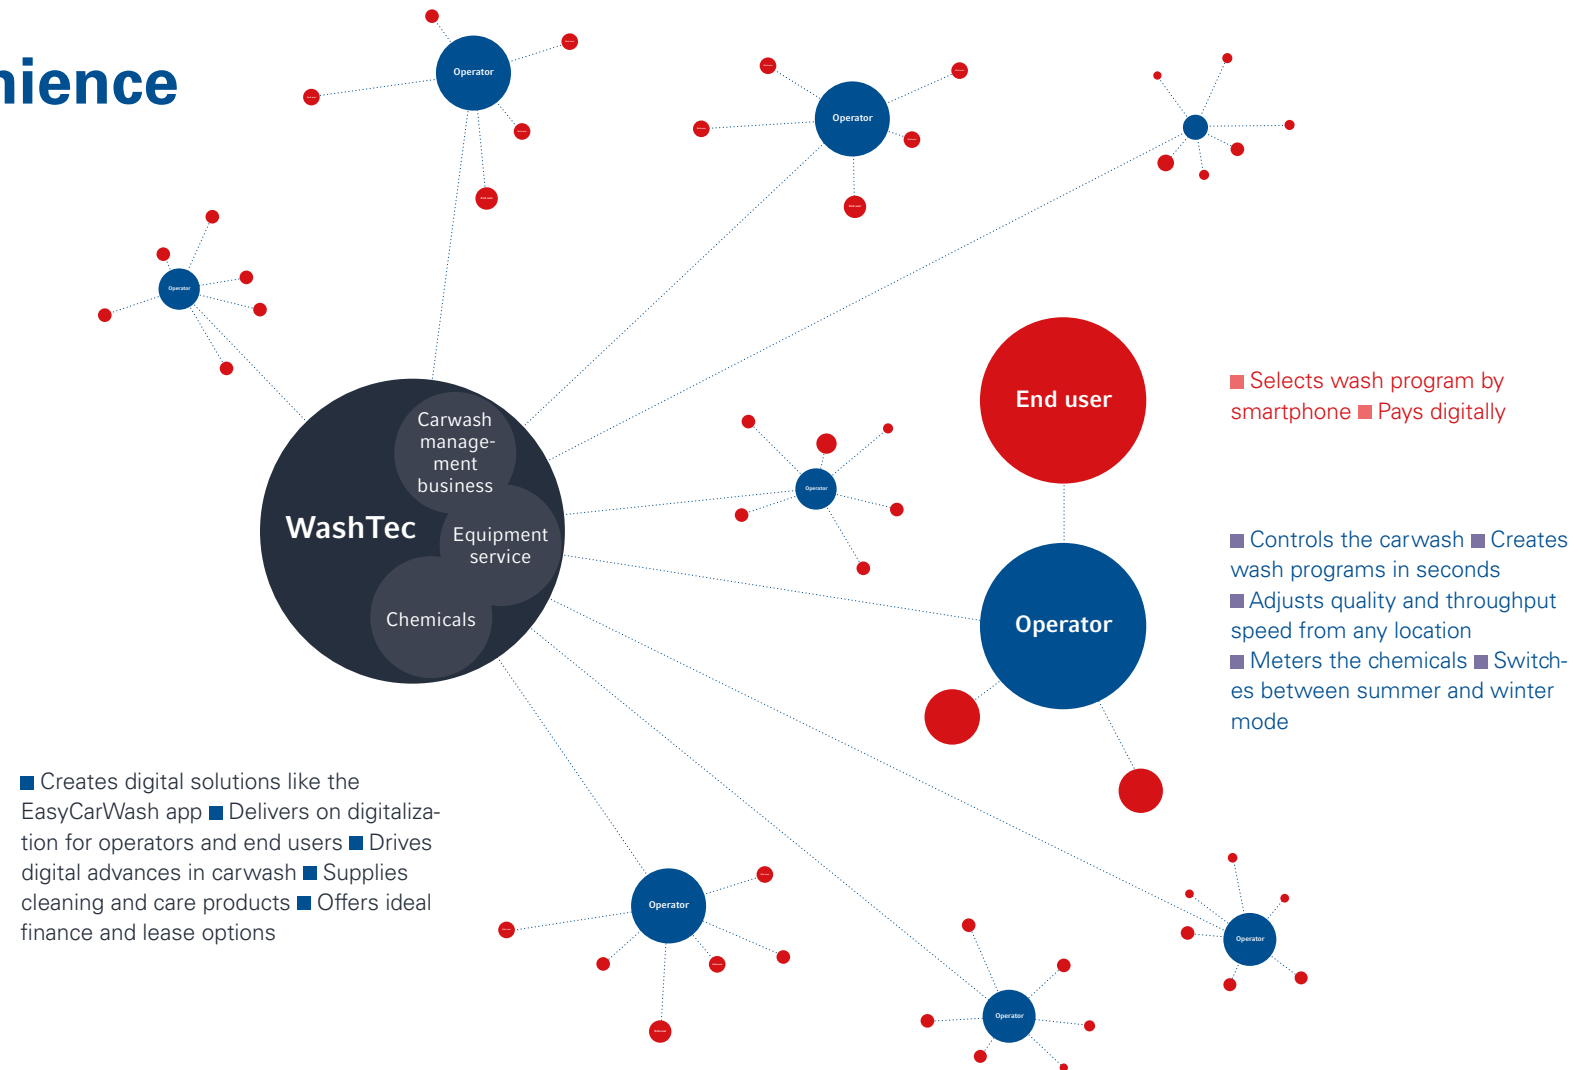 nience
Operator
Operator
Operator
Carwash
manage-
ment
business
WashTec
Equipment
service
Chemicals
Operator
End user
Operator
Selects wash program by
smartphone Pays digitally
Controls the carwash Creates
wash programs in seconds
Adjusts quality and throughput
speed from any location
Meters the chemicals Switch-
es between summer and winter
mode
Creates digital solutions like the
EasyCarWash app Delivers on digitaliza-
tion for operators and end users Drives
digital advances in carwash Supplies
cleaning and care products Offers ideal
finance and lease options
Operator
Operator
Operator